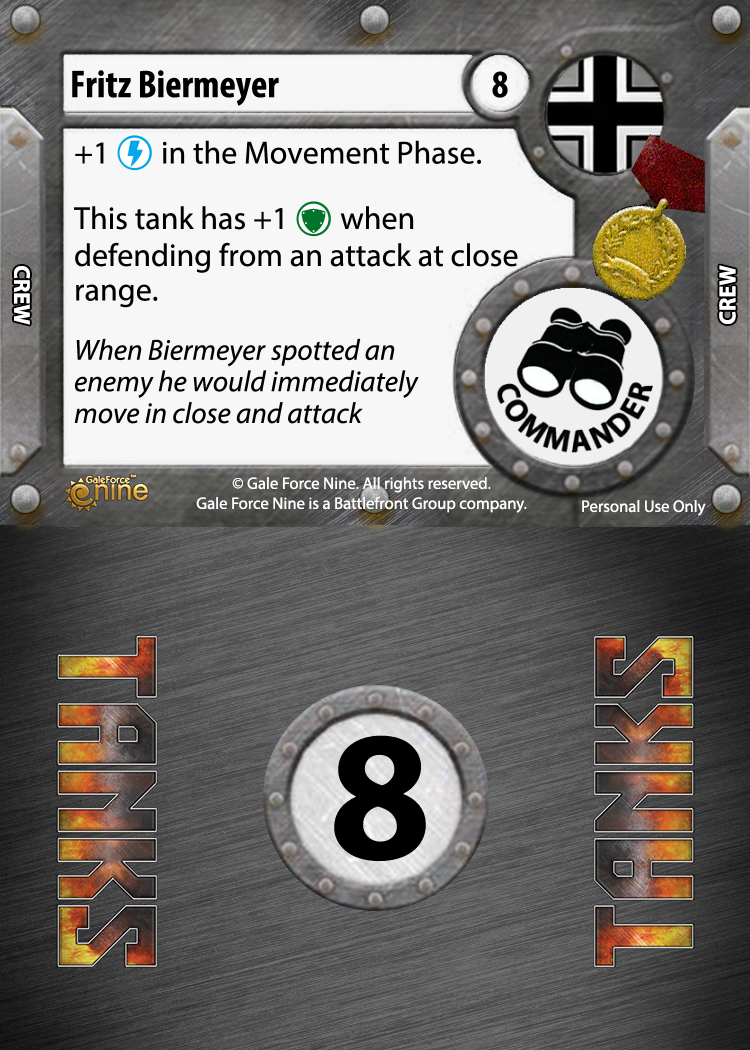 Fritz Biermeyer
8
+1 in the Movement Phase.
This tank has +1 when
defending from an attack at close
range.
When Biermeyer spotted an
enemy he would immediately
move in close and attack
CREW
CREW
COMMANDER
GaleForce™
nine
© Gale Force Nine. All rights reserved.
Gale Force Nine is a Battlefront Group company.
Personal Use Only
TANKS
8
TANKS